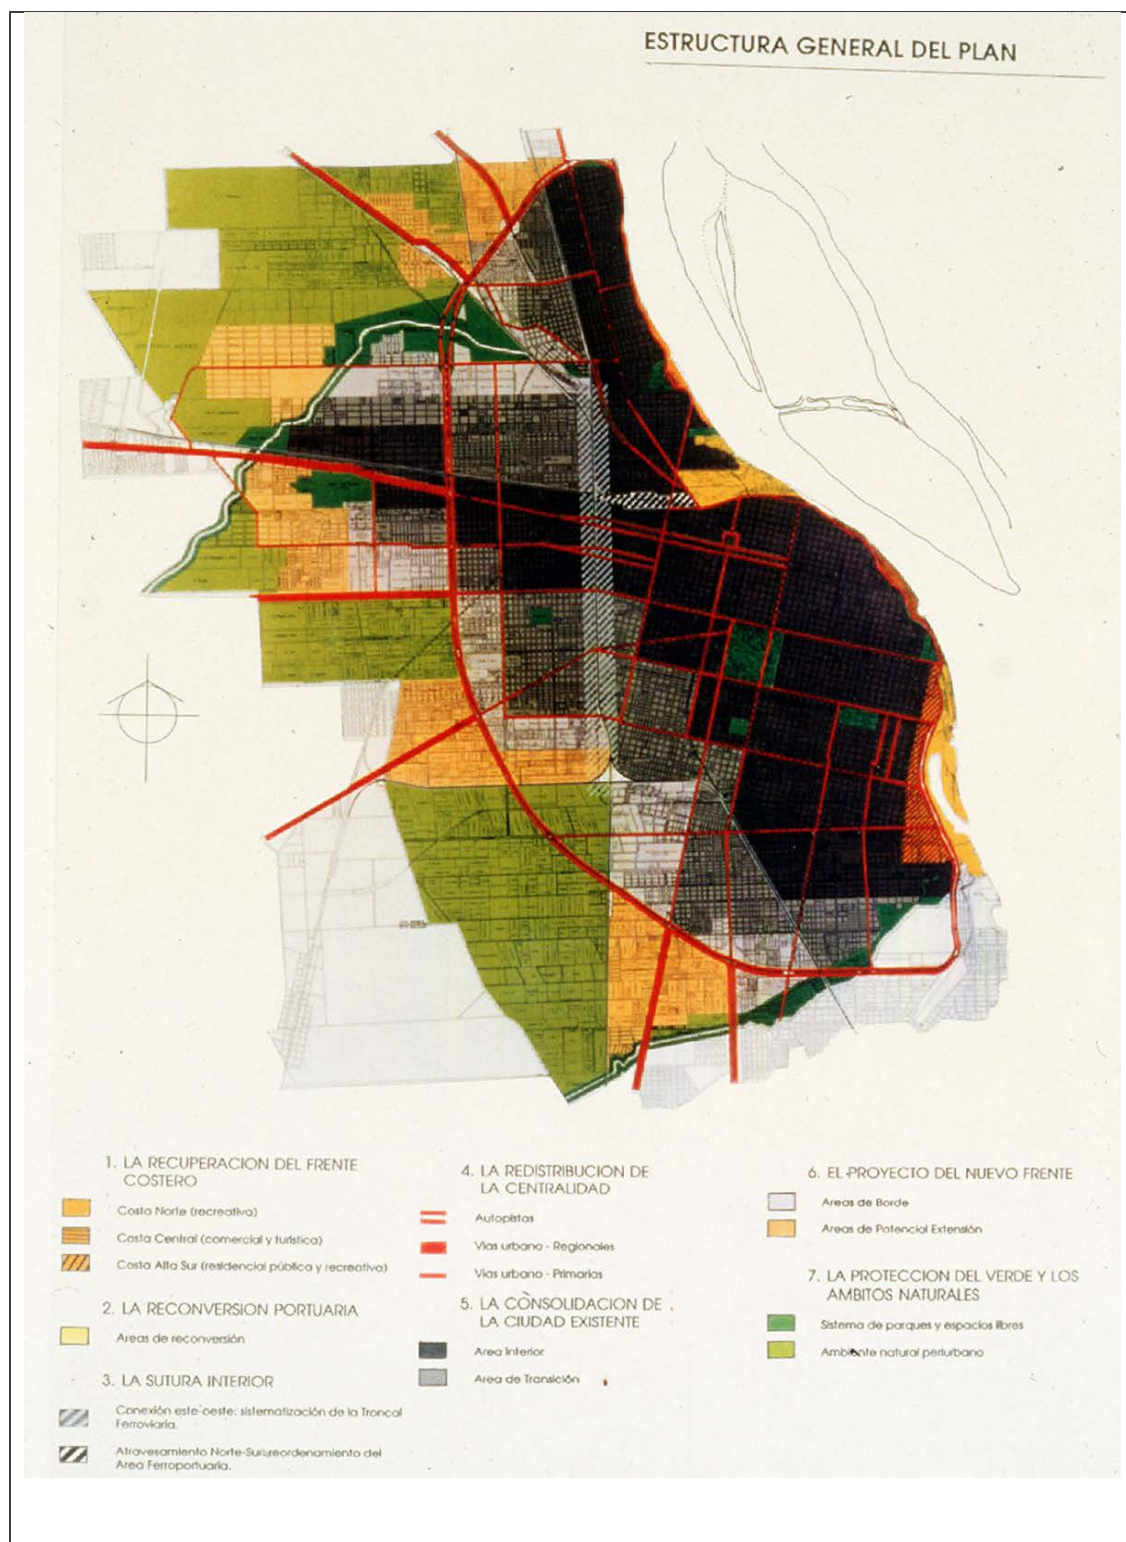 ESTRUCTURA GENERAL DEL PLAN
1. LA RECUPERACION DEL FRENTE
COSTERO
Costa Norte (recreativa)
Costa Central (comercial y turística)
Costa Alta Sur (residencial pública y recreativa)
2. LA RECONVERSION PORTUARIA
Areas de reconversión
3. LA SUTURA INTERIOR
Conexión este-oeste: sistematización de la Troncal
Ferroviaria.
Atravesamiento Norte-Sur: reordenamiento del
Area Ferroportuaria.
4. LA REDISTRIBUCION DE
LA CENTRALIDAD
Autopistas
Vias urbano - Regionales
Vias urbano - Primarias
5. LA CONSOLIDACION DE
LA CIUDAD EXISTENTE
Area Interior
Area de Transición
6. EL PROYECTO DEL NUEVO FRENTE
Areas de Borde
Areas de Potencial Extensión
7. LA PROTECCION DEL VERDE Y LOS
AMBITOS NATURALES
Sistema de parques y espacios libres
Ambiente natural periurbano